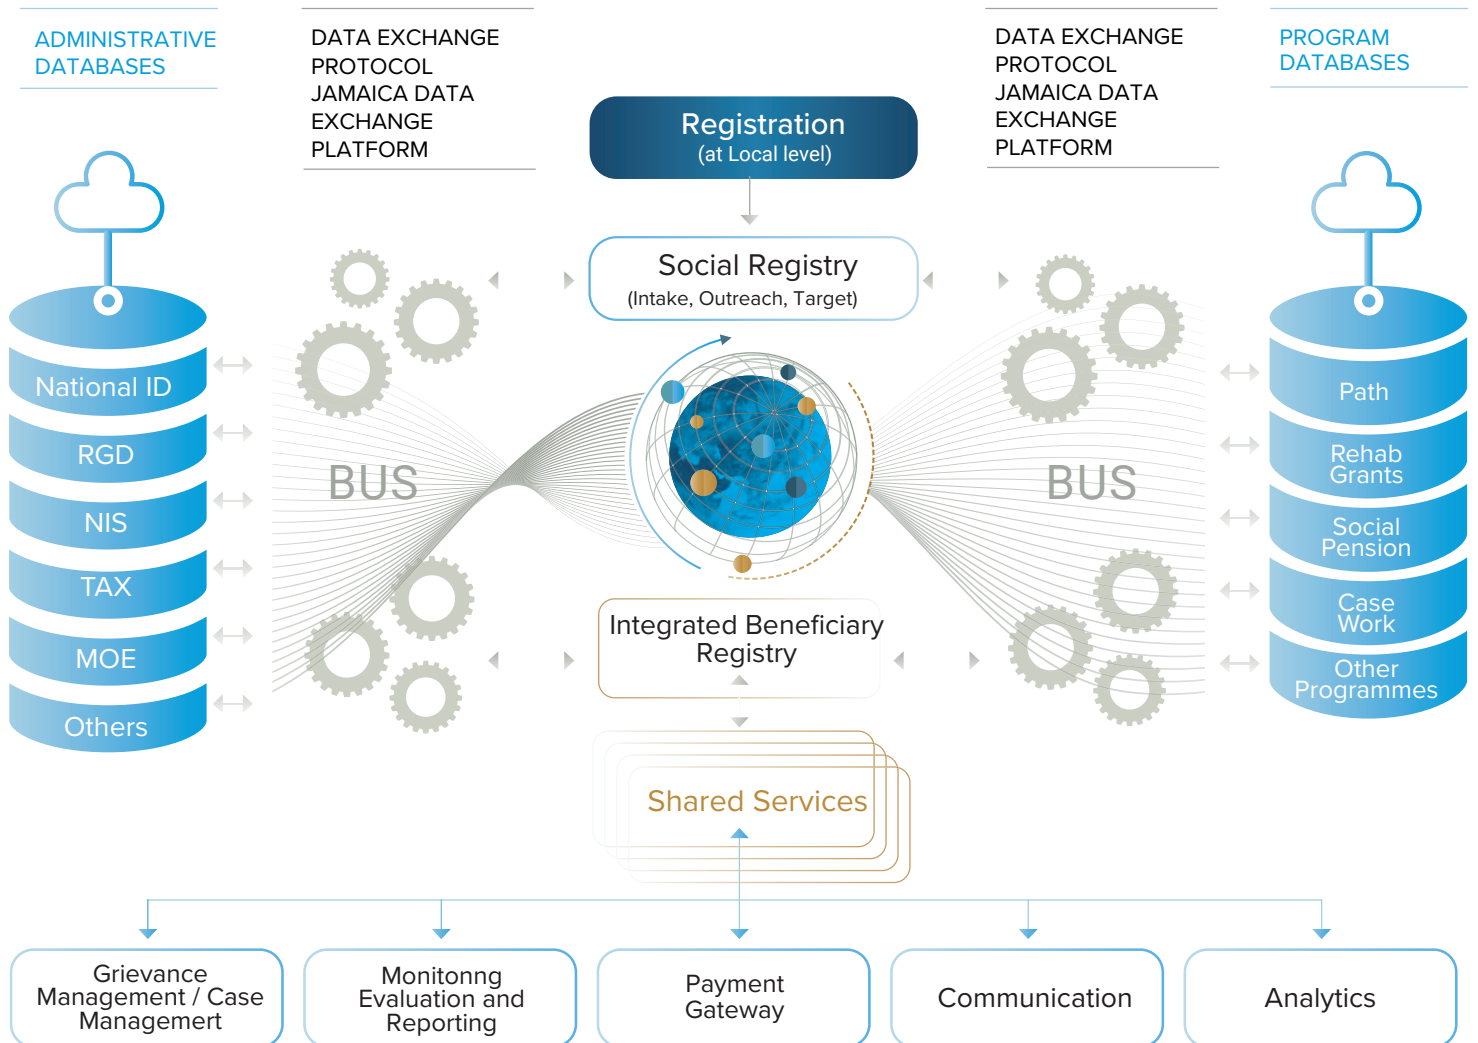 ADMINISTRATIVE
DATABASES
DATA EXCHANGE
PROTOCOL
JAMAICA DATA
EXCHANGE
PLATFORM
Registration
(at Local level)
DATA EXCHANGE
PROTOCOL
JAMAICA DATA
EXCHANGE
PLATFORM
PROGRAM
DATABASES
Social Registry
(Intake, Outreach, Target)
National ID
RGD
NIS
TAX
MOE
Others
BUS
BUS
Path
Rehab
Grants
Social
Pension
Case
Work
Other
Programmes
Integrated Beneficiary
Registry
Shared Services
Grievance
Management / Case
Managemert
Monitonng
Evaluation and
Reporting
Payment
Gateway
Communication
Analytics